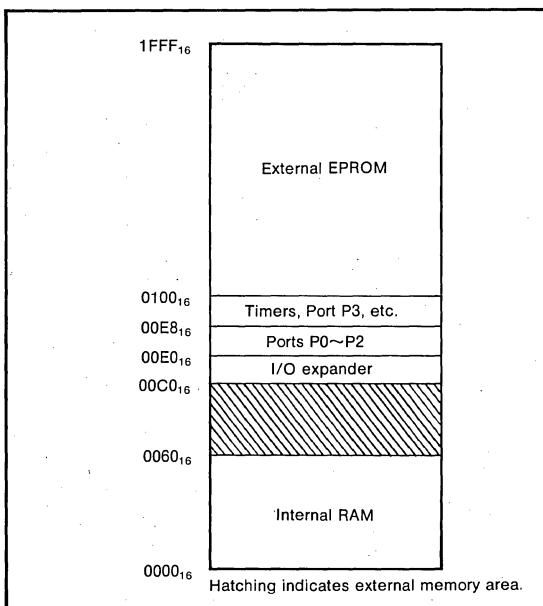 1FFF₁₆
External EPROM
0100₁₆
Timers, Port P3, etc.
00E8₁₆
Ports P0~P2
00E0₁₆
I/O expander
00C0₁₆
0060₁₆
Internal RAM
0000₁₆
Hatching indicates external memory area.